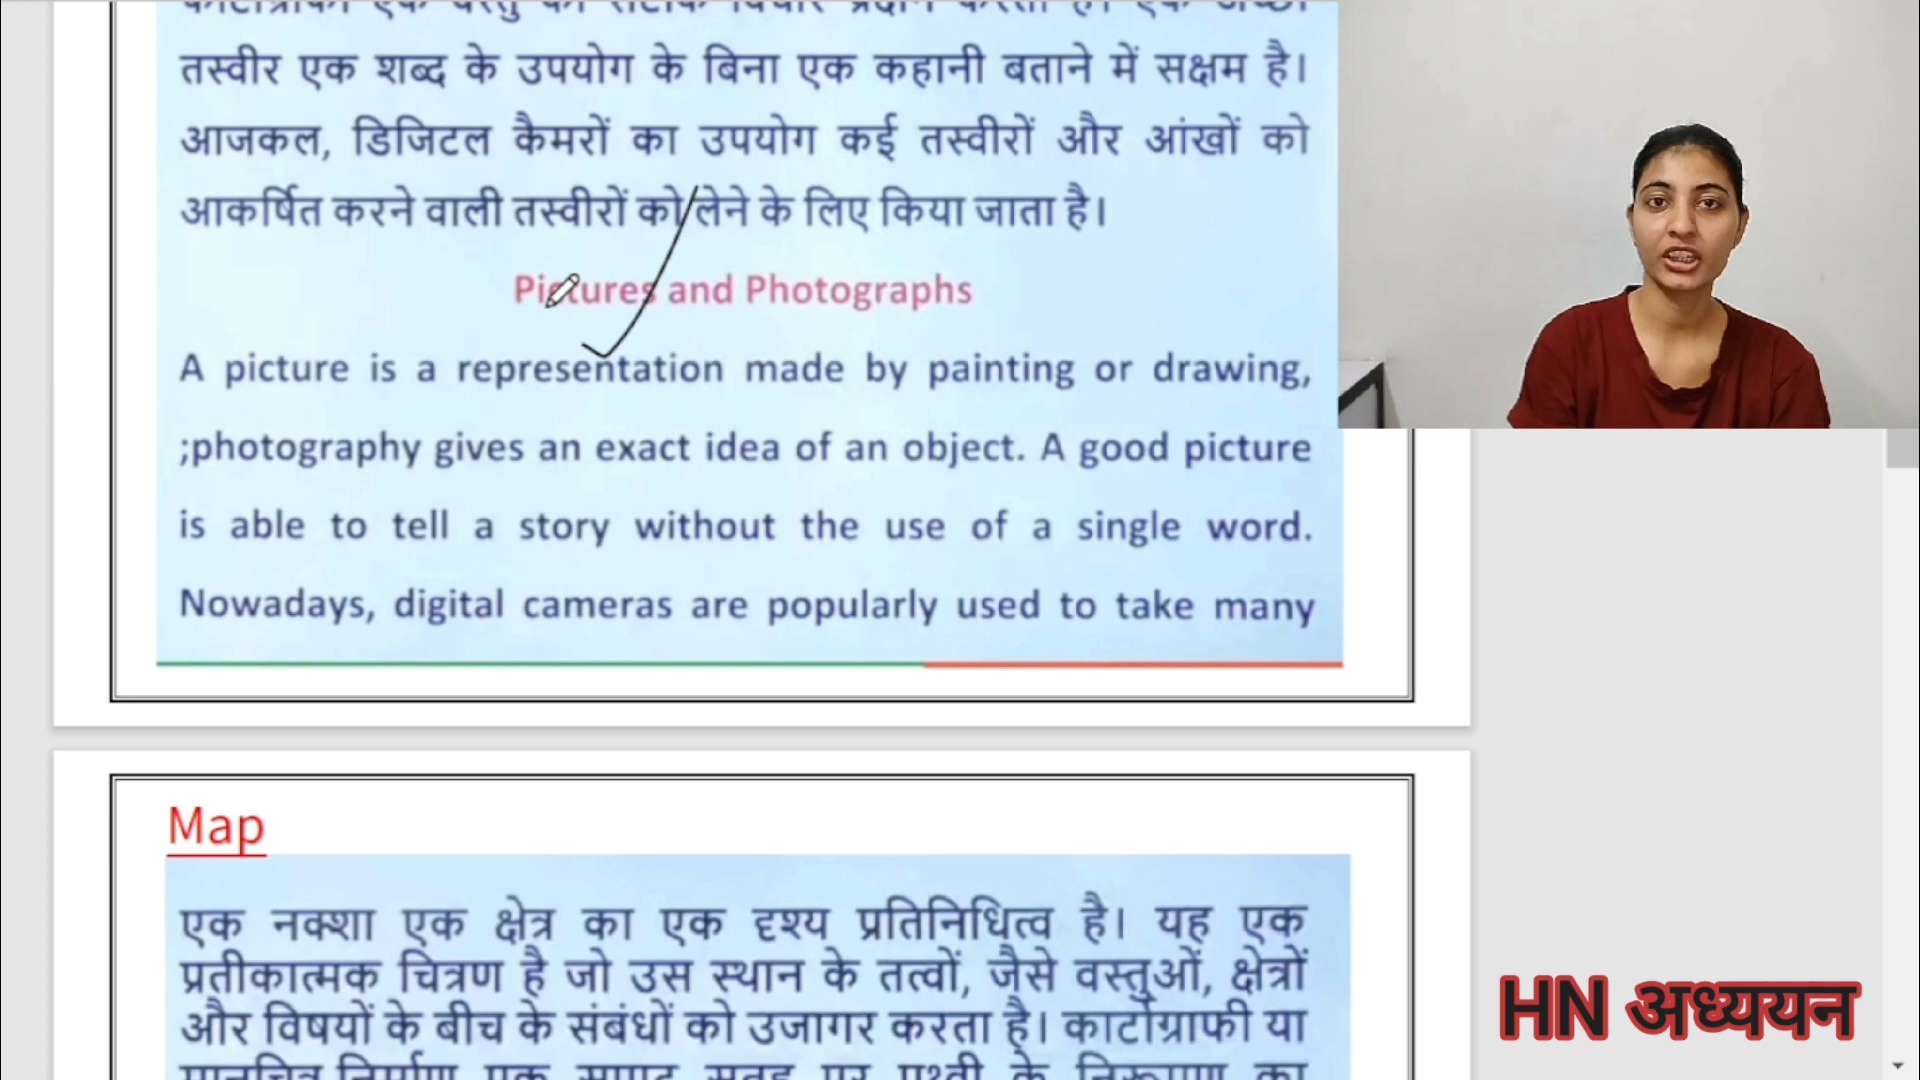 तस्वीर एक शब्द के उपयोग के बिना एक कहानी बताने में सक्षम है।
आजकल, डिजिटल कैमरों का उपयोग कई तस्वीरों और आंखों को
आकर्षित करने वाली तस्वीरों को लेने के लिए किया जाता है।
Pictures and Photographs
A picture is a representation made by painting or drawing,
;photography gives an exact idea of an object. A good picture
is able to tell a story without the use of a single word.
Nowadays, digital cameras are popularly used to take many
Map
एक नक्शा एक क्षेत्र का एक दृश्य प्रतिनिधित्व है। यह एक
प्रतीकात्मक चित्रण है जो उस स्थान के तत्वों, जैसे वस्तुओं, क्षेत्रों
और विषयों के बीच के संबंधों को उजागर करता है। कार्टोग्राफी या
HN अध्ययन